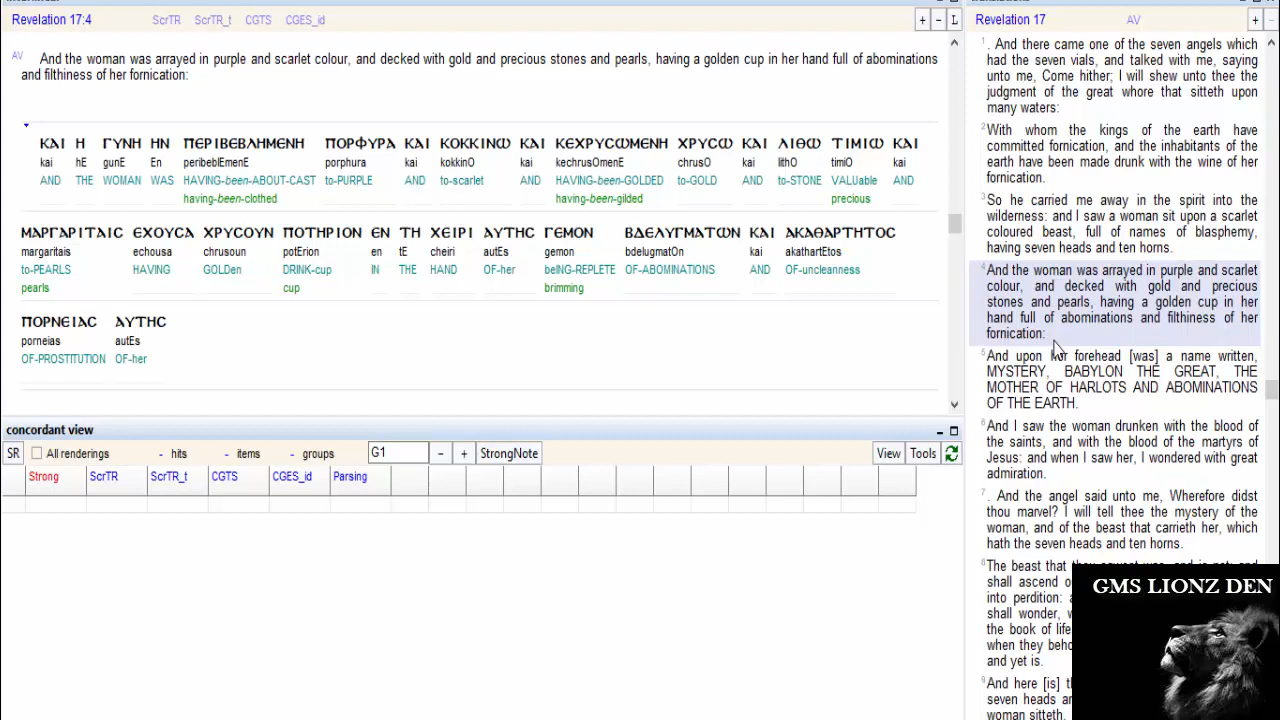 Revelation 17:4 ScrTR ScrTR_t CGTS CGES_id + - L
AV And the woman was arrayed in purple and scarlet colour, and decked with gold and precious stones and pearls, having a golden cup in her hand full of abominations
and filthiness of her fornication:
ΚΑΙ Η ΓΥΝΗ ΗΝ ΠΕΡΙΒΕΒΛΗΜΕΝΗ ΠΟΡΦΥΡΑ ΚΑΙ ΚΟΚΚΙΝω ΚΑΙ ΚΕΧΡΥCωΜΕΝΗ ΧΡΥCω ΚΑΙ ΛΙΘω ΤΙΜΙω ΚΑΙ
kai hE gunE En peribeblEmenE porphura kai kokkinO kai kechrusOmenE chrusO kai lithO timiO kai
AND THE WOMAN WAS HAVING-been-ABOUT-CAST to-PURPLE AND to-scarlet AND HAVING-been-GOLDED to-GOLD AND to-STONE VALUable AND
having-been-clothed having-been-gilded precious
ΜΑΡΓΑΡΙΤΑΙC ΕΧΟΥCΑ ΧΡΥCΟΥΝ ΠΟΤΗΡΙΟΝ ΕΝ ΤΗ ΧΕΙΡΙ ΑΥΤΗC ΓΕΜΟΝ ΒΔΕΛΥΓΜΑΤωΝ ΚΑΙ ΑΚΑΘΑΡΤΗΤΟC
margaritais echousa chrusoun potErion en tE cheiri autEs gemon bdelugmatOn kai akathartEtos
to-PEARLS HAVING GOLDen DRINK-cup IN THE HAND OF-her beING-REPLETE OF-ABOMINATIONS AND OF-uncleanness
pearls cup brimming
ΠΟΡΝΕΙΑC ΑΥΤΗC
porneias autEs
OF-PROSTITUTION OF-her
concordant view
SR All renderings - hits - items - groups G1 - + StrongNote View Tools
Strong ScrTR ScrTR_t CGTS CGES_id Parsing
Revelation 17 AV +
1. And there came one of the seven angels which
had the seven vials, and talked with me, saying
unto me, Come hither; I will shew unto thee the
judgment of the great whore that sitteth upon
many waters:
2 With whom the kings of the earth have
committed fornication, and the inhabitants of the
earth have been made drunk with the wine of her
fornication.
3 So he carried me away in the spirit into the
wilderness: and I saw a woman sit upon a scarlet
coloured beast, full of names of blasphemy,
having seven heads and ten horns.
4 And the woman was arrayed in purple and scarlet
colour, and decked with gold and precious
stones and pearls, having a golden cup in her
hand full of abominations and filthiness of her
fornication:
5 And upon her forehead [was] a name written,
MYSTERY, BABYLON THE GREAT, THE
MOTHER OF HARLOTS AND ABOMINATIONS
OF THE EARTH.
6 And I saw the woman drunken with the blood of
the saints, and with the blood of the martyrs of
Jesus: and when I saw her, I wondered with great
admiration.
7. And the angel said unto me, Wherefore didst
thou marvel? I will tell thee the mystery of the
woman, and of the beast that carrieth her, which
hath the seven heads and ten horns.
8 The beast that
shall ascend
into perdition:
shall wonder,
the book of life
when they
and yet is.
9 And here [is]
seven heads
woman sitteth.
GMS LIONZ DEN